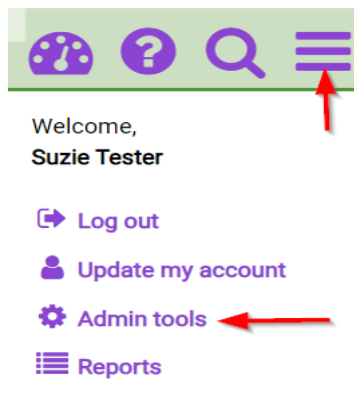 Welcome,
Suzie Tester
Log out
Update my account
Admin tools
Reports